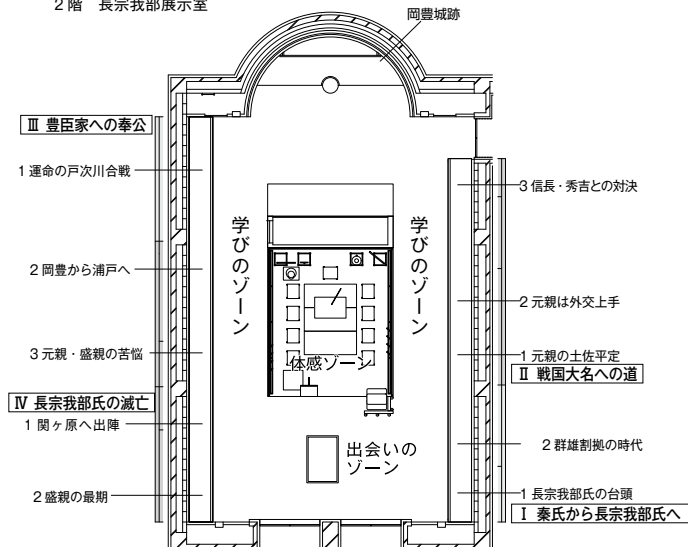 2階 長宗我部展示室
岡豊城跡
Ⅲ 豊臣家への奉公
1 運命の戸次川合戦
2 岡豊から浦戸へ
3 元親・盛親の苦悩
Ⅳ 長宗我部氏の滅亡
1 関ヶ原へ出陣
2 盛親の最期
学びのゾーン
体感ゾーン
出会いの
ゾーン
学びのゾーン
3 信長・秀吉との対決
2 元親は外交上手
1 元親の土佐平定
Ⅱ 戦国大名への道
2 群雄割拠の時代
1 長宗我部氏の台頭
Ⅰ 秦氏から長宗我部氏へ